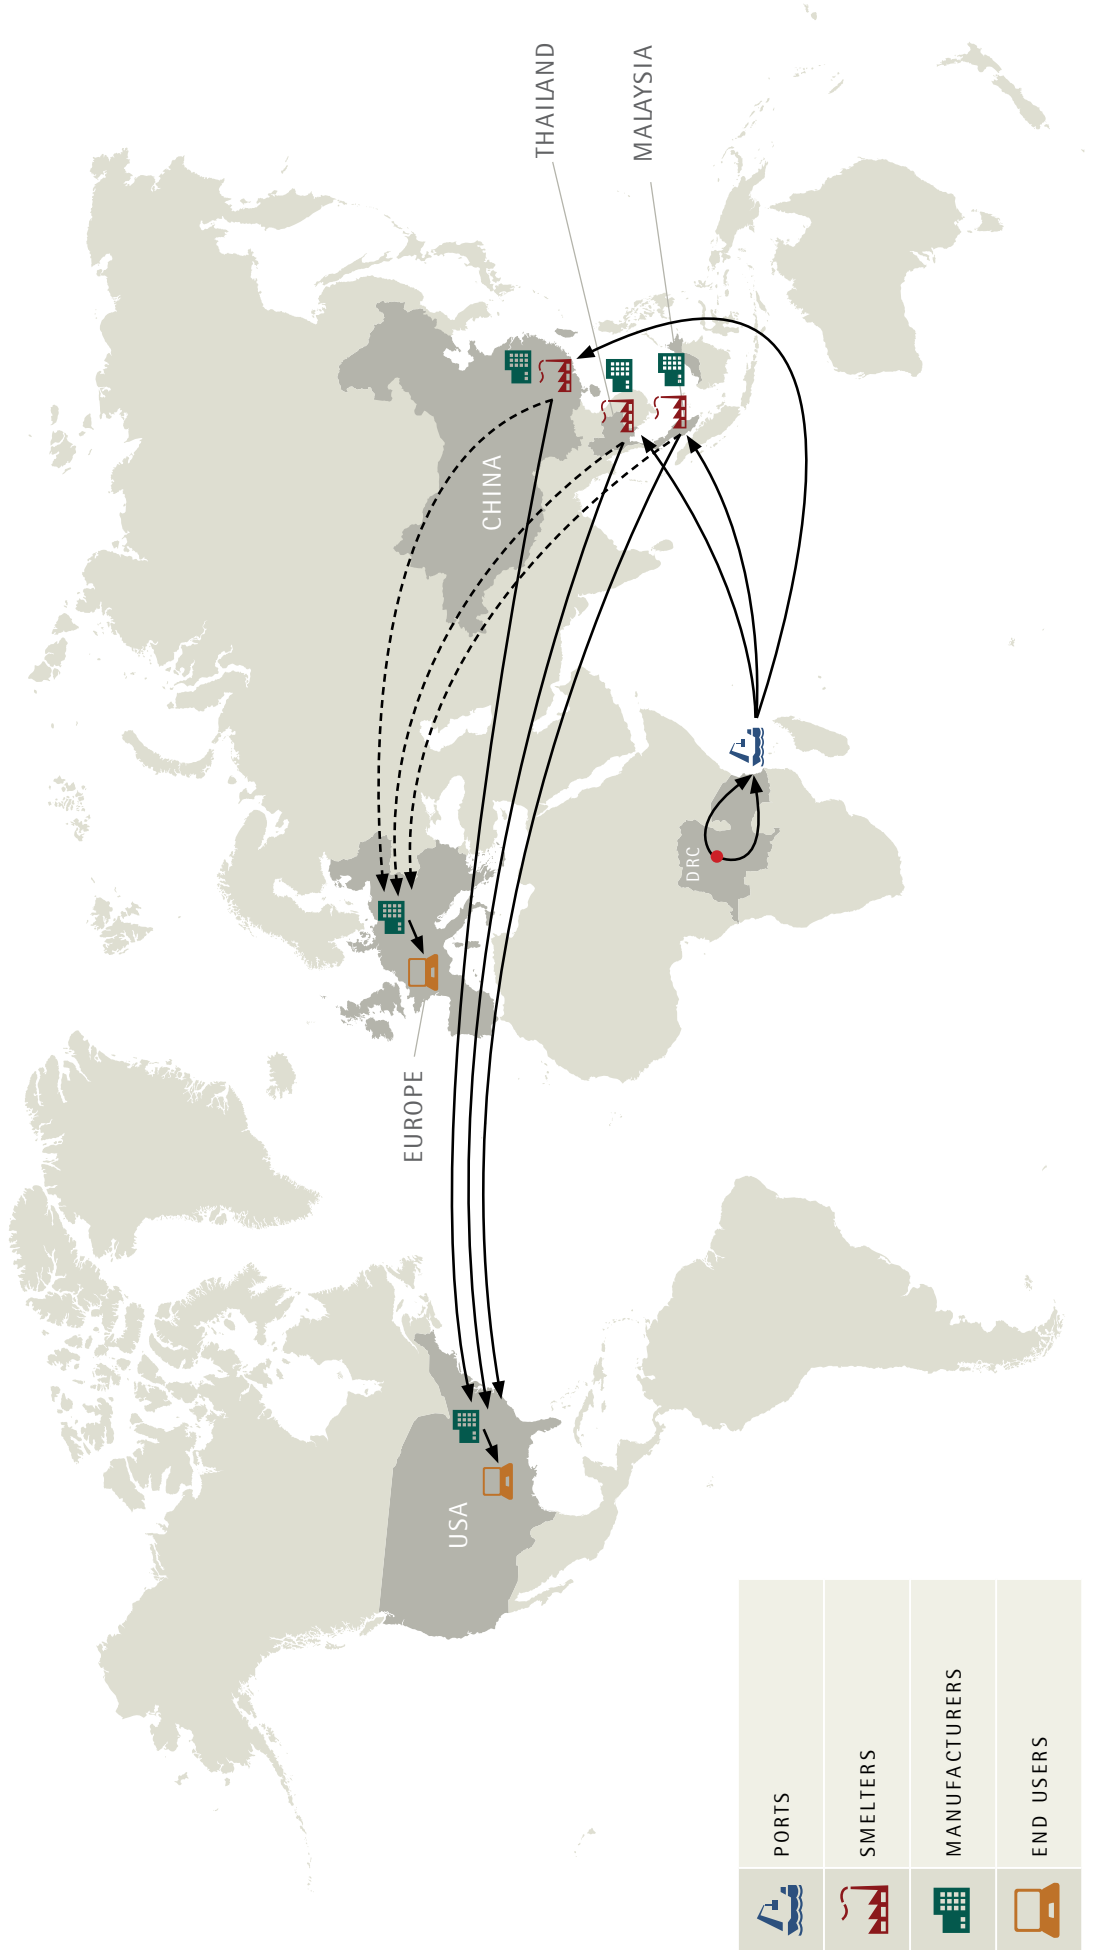 USA
EUROPE
CHINA
DRC
THAILAND
MALAYSIA
PORTS
SMELTERS
MANUFACTURERS
END USERS